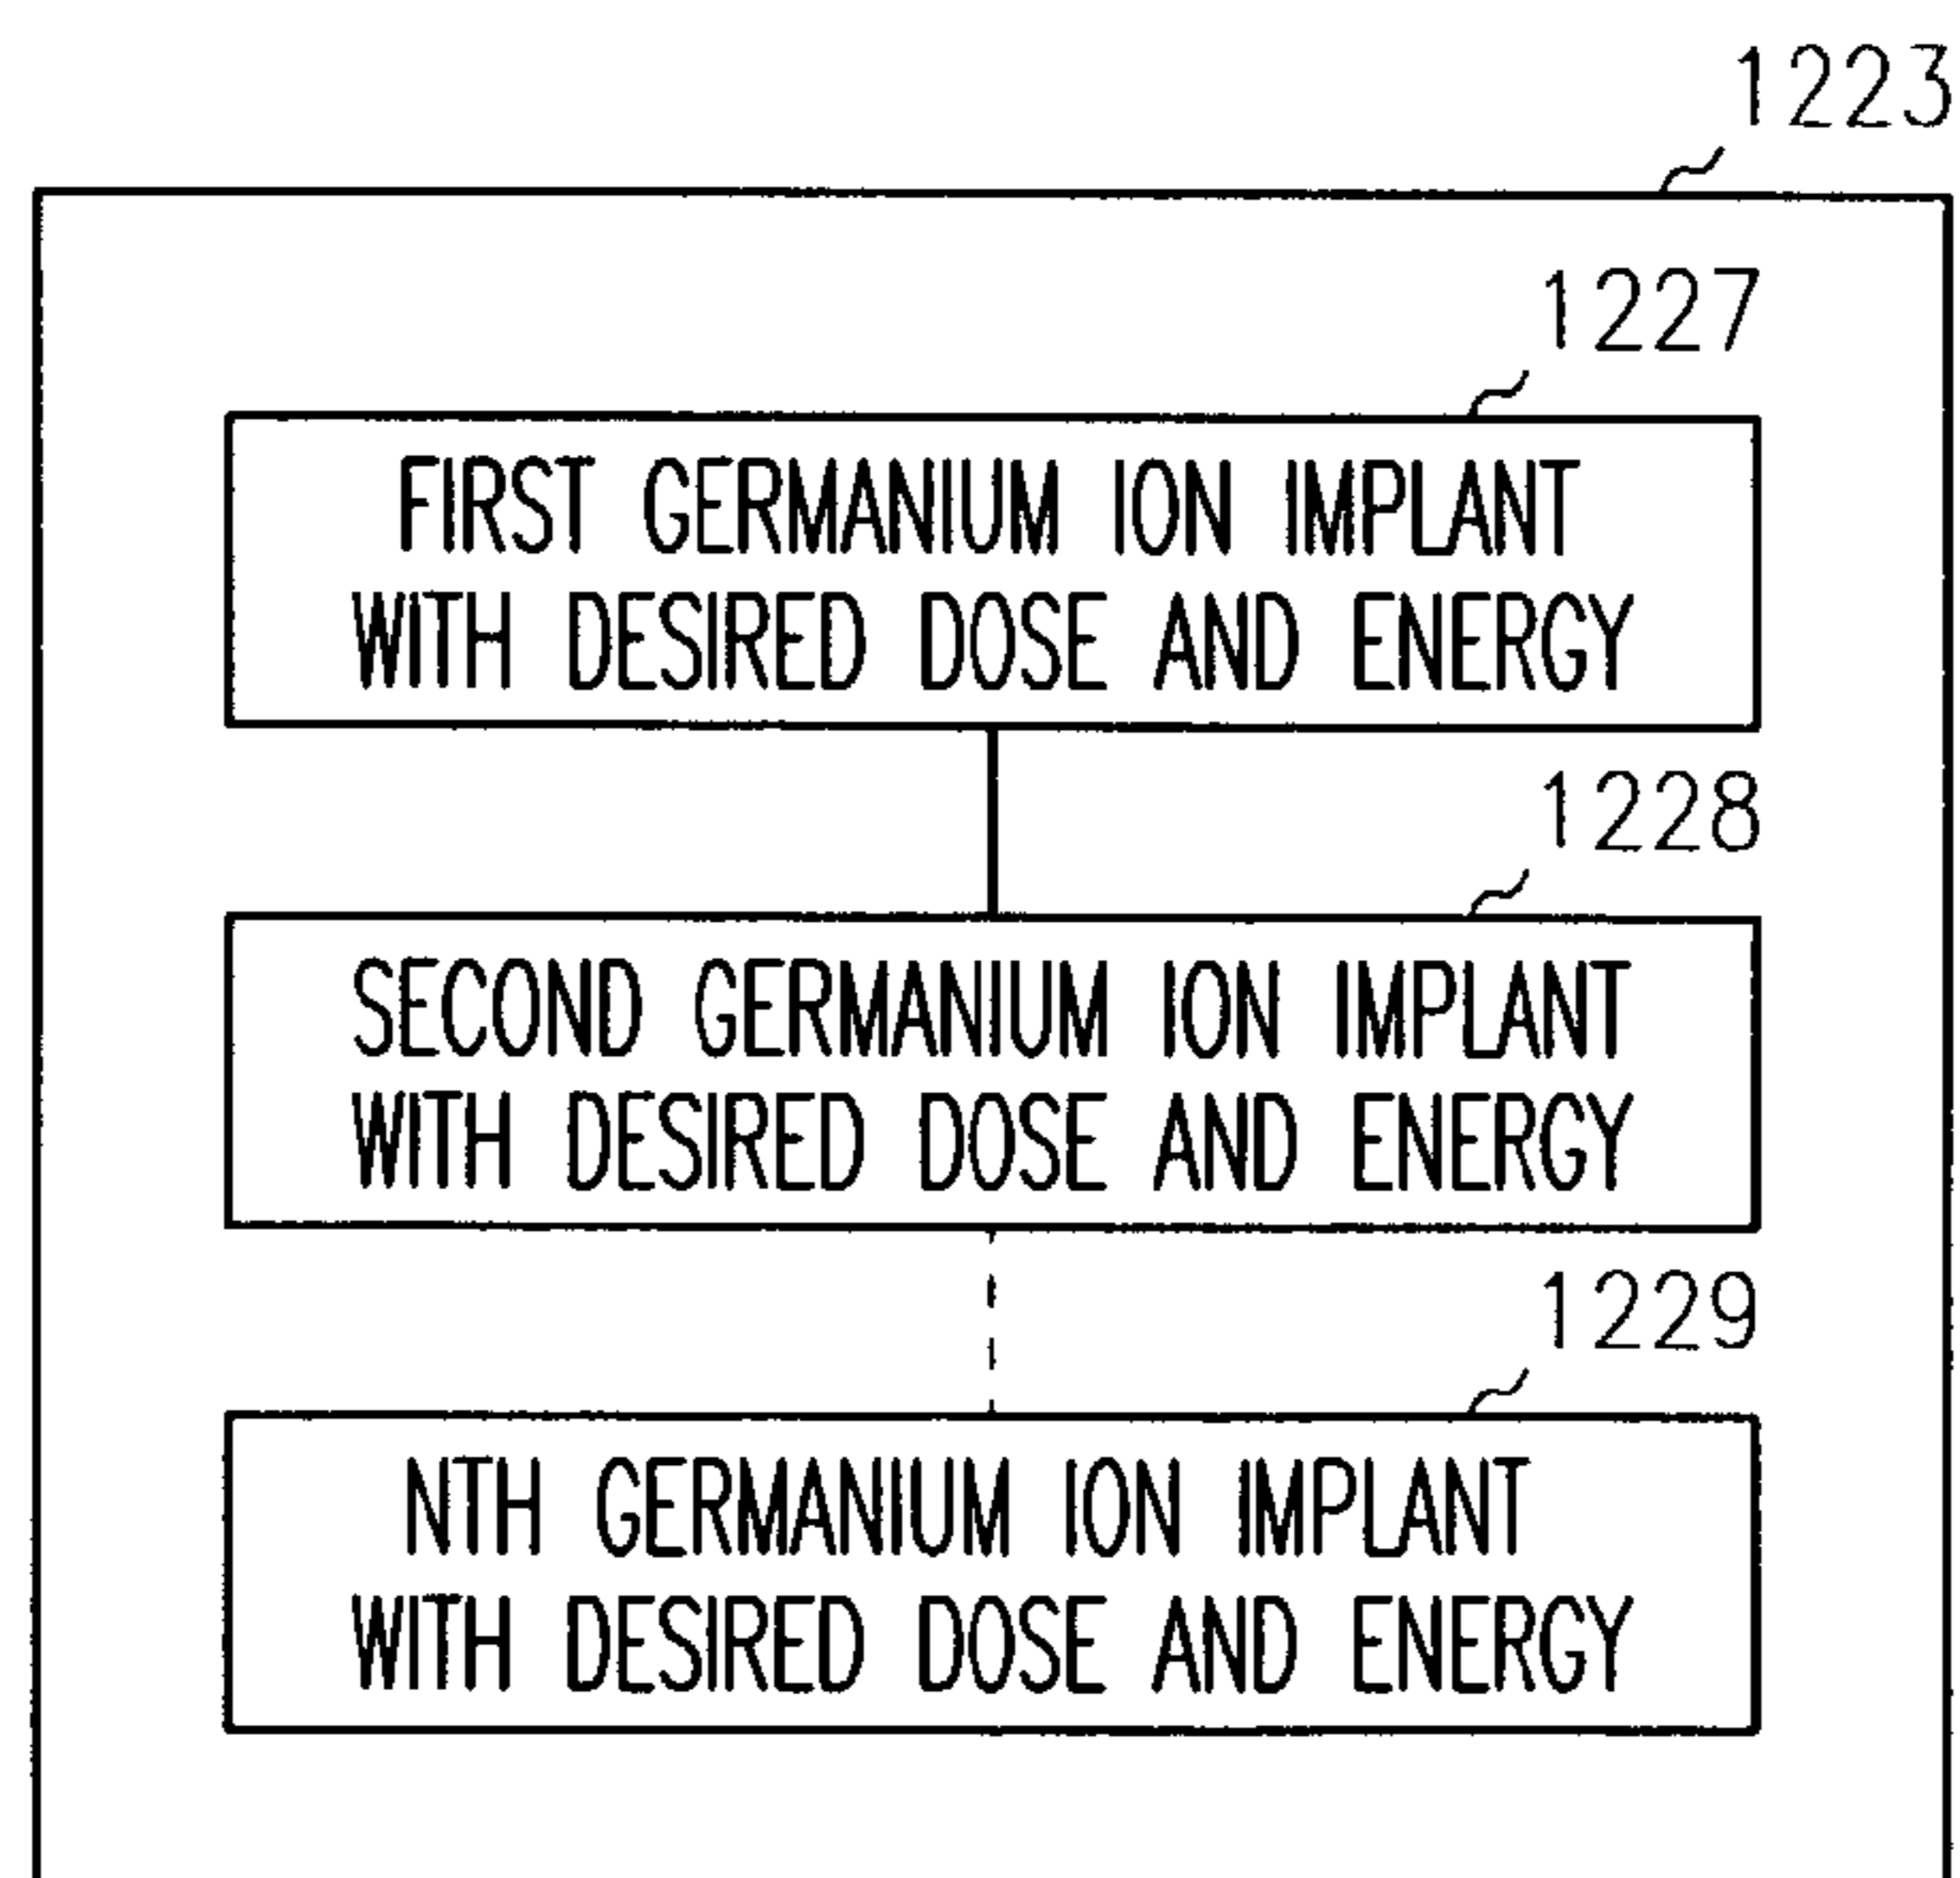 1223
1227
FIRST GERMANIUM ION IMPLANT
WITH DESIRED DOSE AND ENERGY
1228
SECOND GERMANIUM ION IMPLANT
WITH DESIRED DOSE AND ENERGY
1229
NTH GERMANIUM ION IMPLANT
WITH DESIRED DOSE AND ENERGY